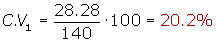 C.V₁ = 28.28/140 · 100 = 20.2%